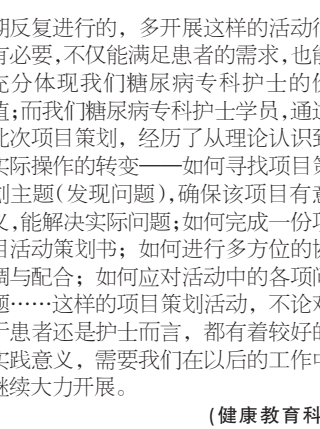 期反复进行的，多开展这样的活动很
有必要，不仅能满足患者的需求，也能
充分体现我们糖尿病专科护士的价
值；而我们糖尿病专科护士学员，通过
此次项目策划，经历了从理论认识到
实际操作的转变——如何寻找项目策
划主题(发现问题)，确保该项目有意
义，能解决实际问题；如何完成一份项
目活动策划书；如何进行多方位的协
调与配合；如何应对活动中的各项问
题……这样的项目策划活动，不论对
于患者还是护士而言，都有着较好的
实践意义，需要我们在以后的工作中
继续大力开展。
(健康教育科